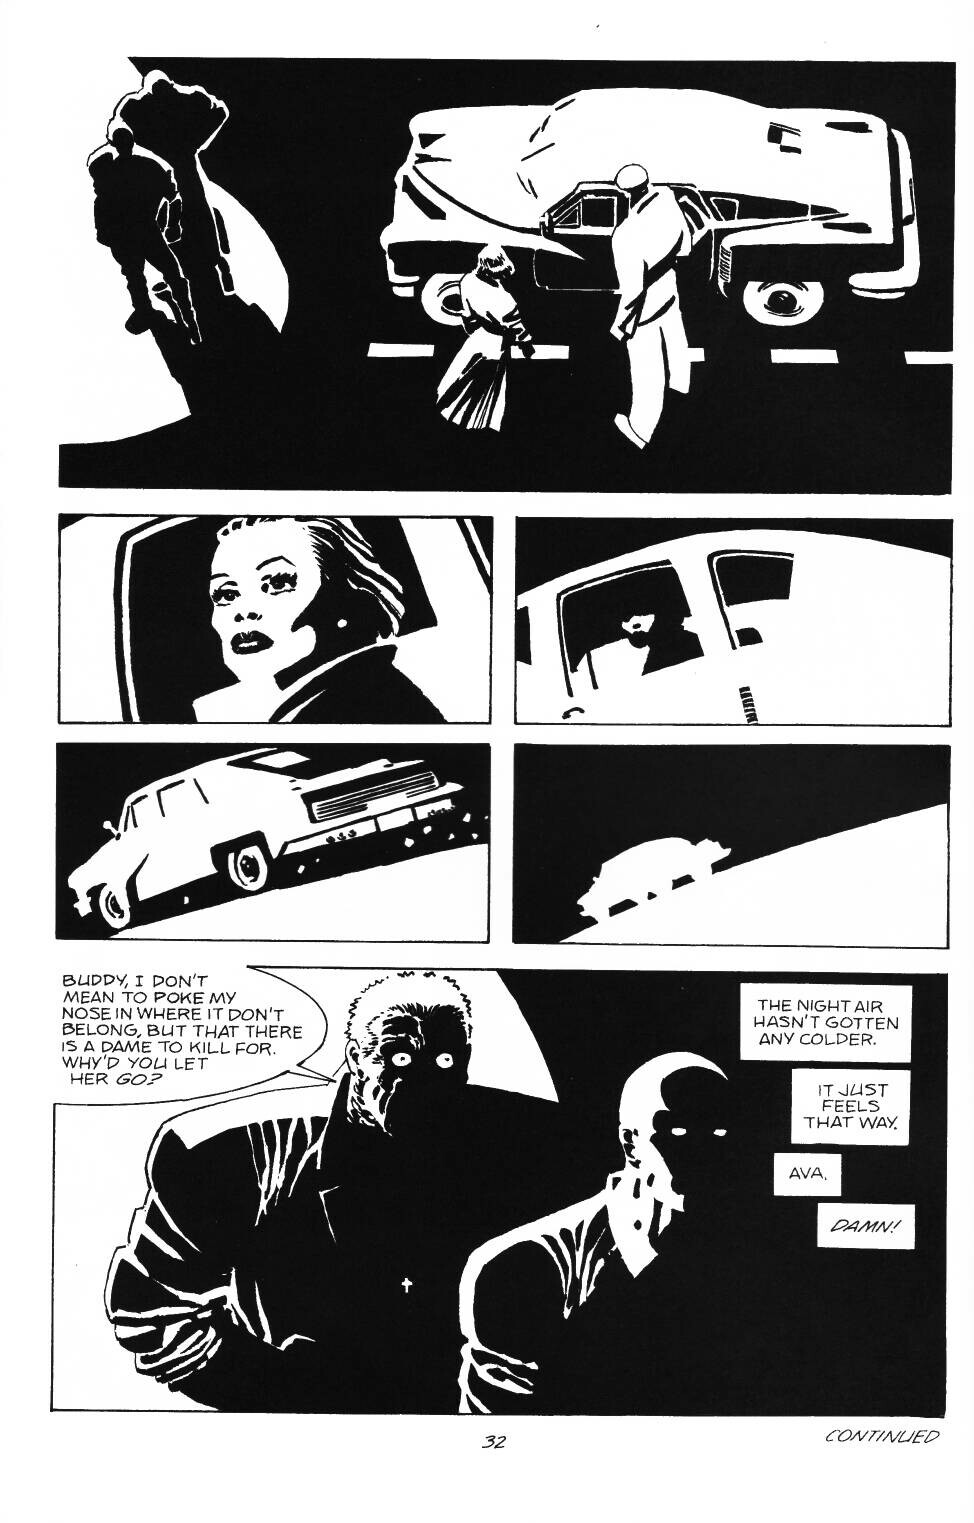 BUDDY, I DON'T
MEAN TO POKE MY
NOSE IN WHERE IT DON'T
BELONG, BUT THAT THERE
IS A DAME TO KILL FOR.
WHY'D YOU LET
HER GO?
THE NIGHT AIR
HASN'T GOTTEN
ANY COLDER.
IT JUST
FEELS
THAT WAY.
AVA.
DAMN!
32
CONTINUED